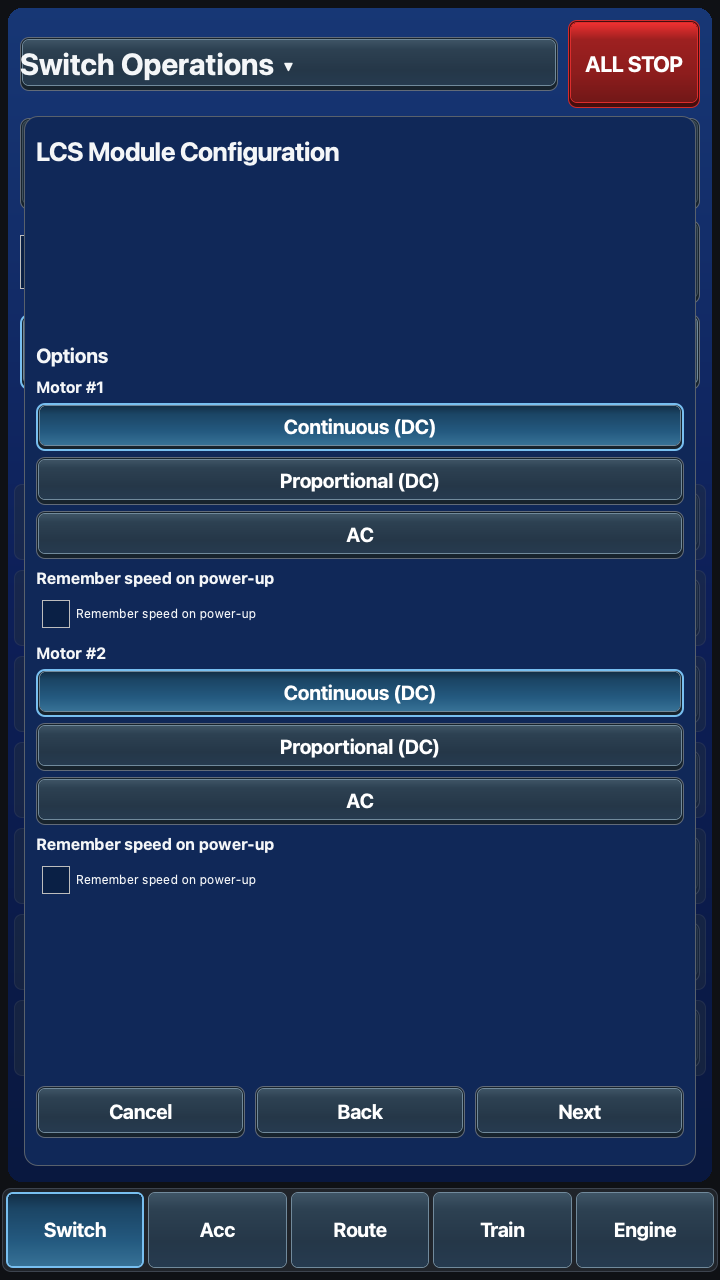 Switch Operations ▾
ALL STOP
LCS Module Configuration
Options
Motor #1
Continuous (DC)
Proportional (DC)
AC
Remember speed on power-up
Remember speed on power-up
Motor #2
Continuous (DC)
Proportional (DC)
AC
Remember speed on power-up
Remember speed on power-up
Cancel Back Next
Switch Acc Route Train Engine